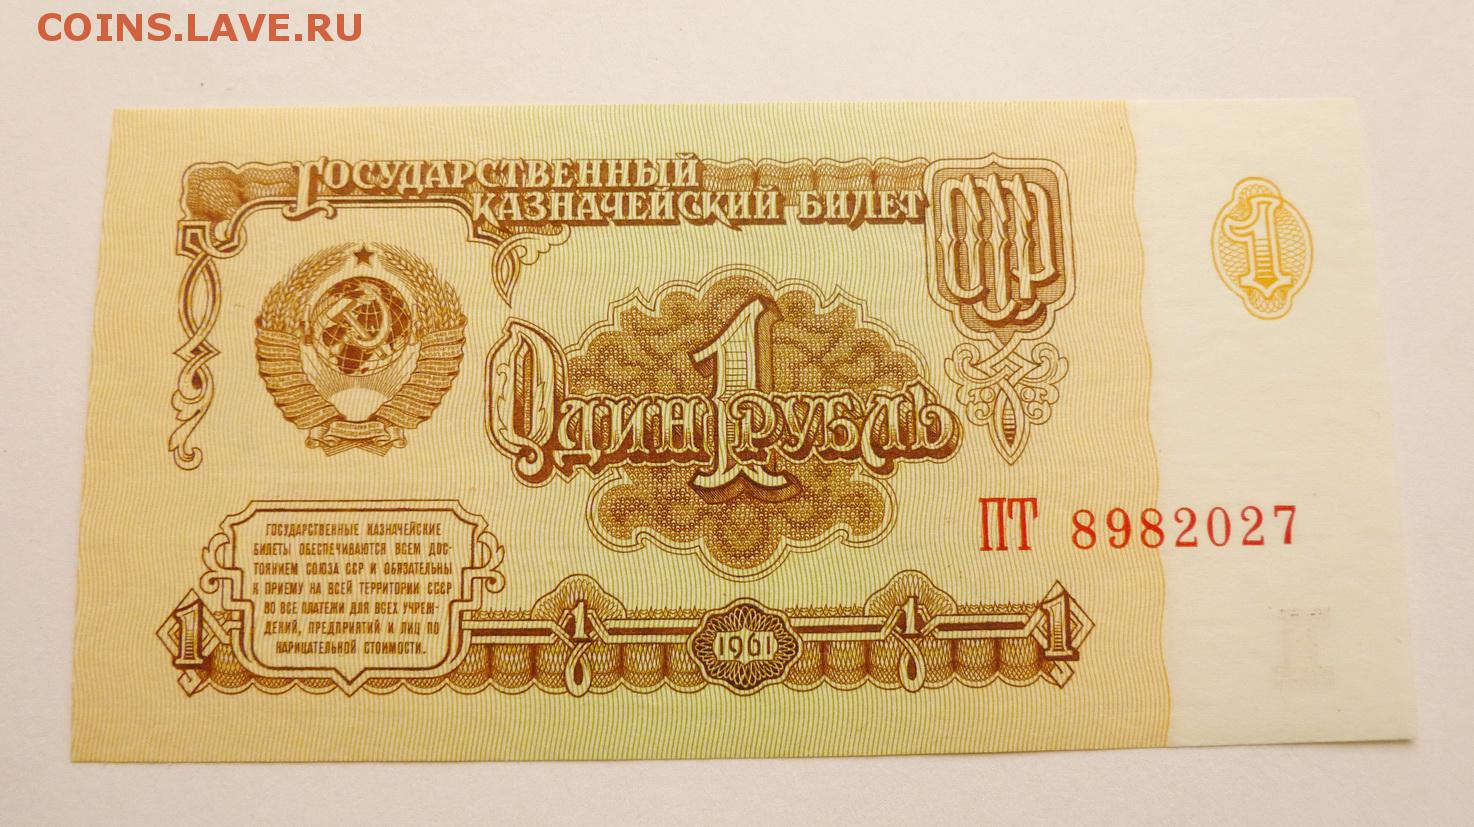 COINS.LAVE.RU
ГОСУДАРСТВЕННЫЙ
КАЗНАЧЕЙСКИЙ БИЛЕТ
1
1
ОДИН РУБЛЬ
ПТ 8982027
ГОСУДАРСТВЕННЫЕ КАЗНАЧЕЙСКИЕ
БИЛЕТЫ ОБЕСПЕЧИВАЮТСЯ ВСЕМ ДОС-
ТОЯНИЕМ СОЮЗА ССР И ОБЯЗАТЕЛЬНЫ
К ПРИЕМУ НА ВСЕЙ ТЕРРИТОРИИ СССР
ВО ВСЕ ПЛАТЕЖИ ДЛЯ ВСЕХ УЧРЕЖ-
ДЕНИЙ, ПРЕДПРИЯТИЙ И ЛИЦ ПО
НАРИЦАТЕЛЬНОЙ СТОИМОСТИ.
1 1 1961 1 1